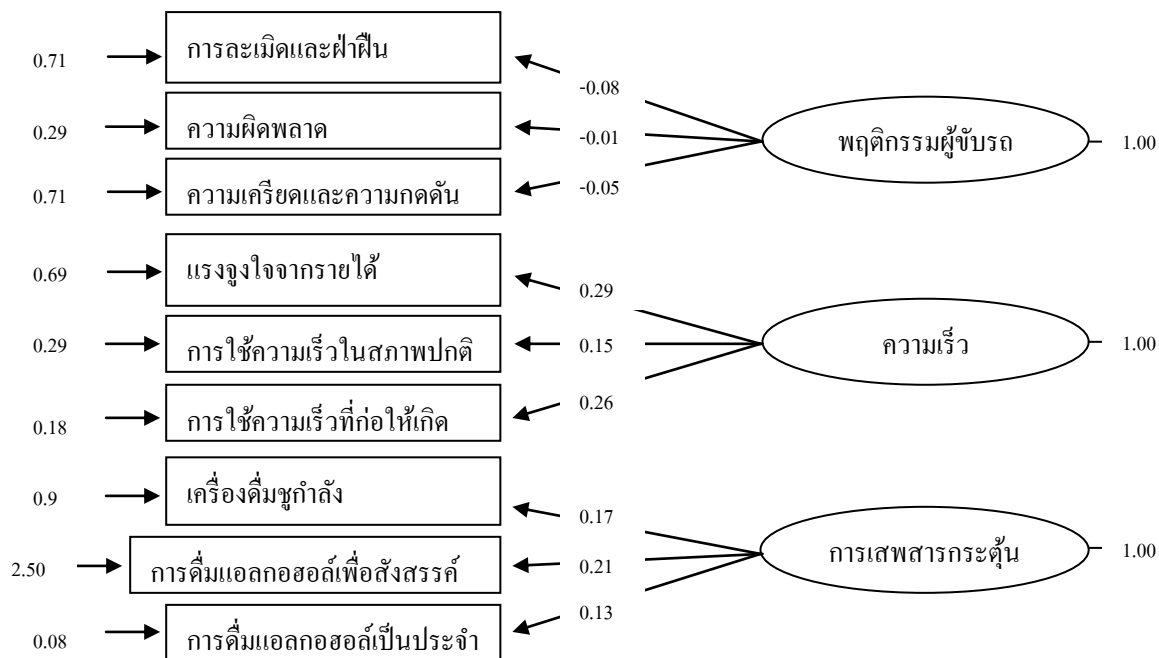 การละเมิดและฝ่าฝืน
0.71
-0.08
ความผิดพลาด
0.29
-0.01
พฤติกรรมผู้ขับรถ
1.00
ความเครียดและความกดดัน
0.71
-0.05
แรงจูงใจจากรายได้
0.69
0.29
การใช้ความเร็วในสภาพปกติ
0.29
0.15
ความเร็ว
1.00
การใช้ความเร็วที่ก่อให้เกิด
0.18
0.26
เครื่องดื่มชูกำลัง
0.9
0.17
การดื่มแอลกอฮอล์เพื่อสังสรรค์
2.50
0.21
การเสพสารกระตุ้น
1.00
0.13
การดื่มแอลกอฮอล์เป็นประจำ
0.08